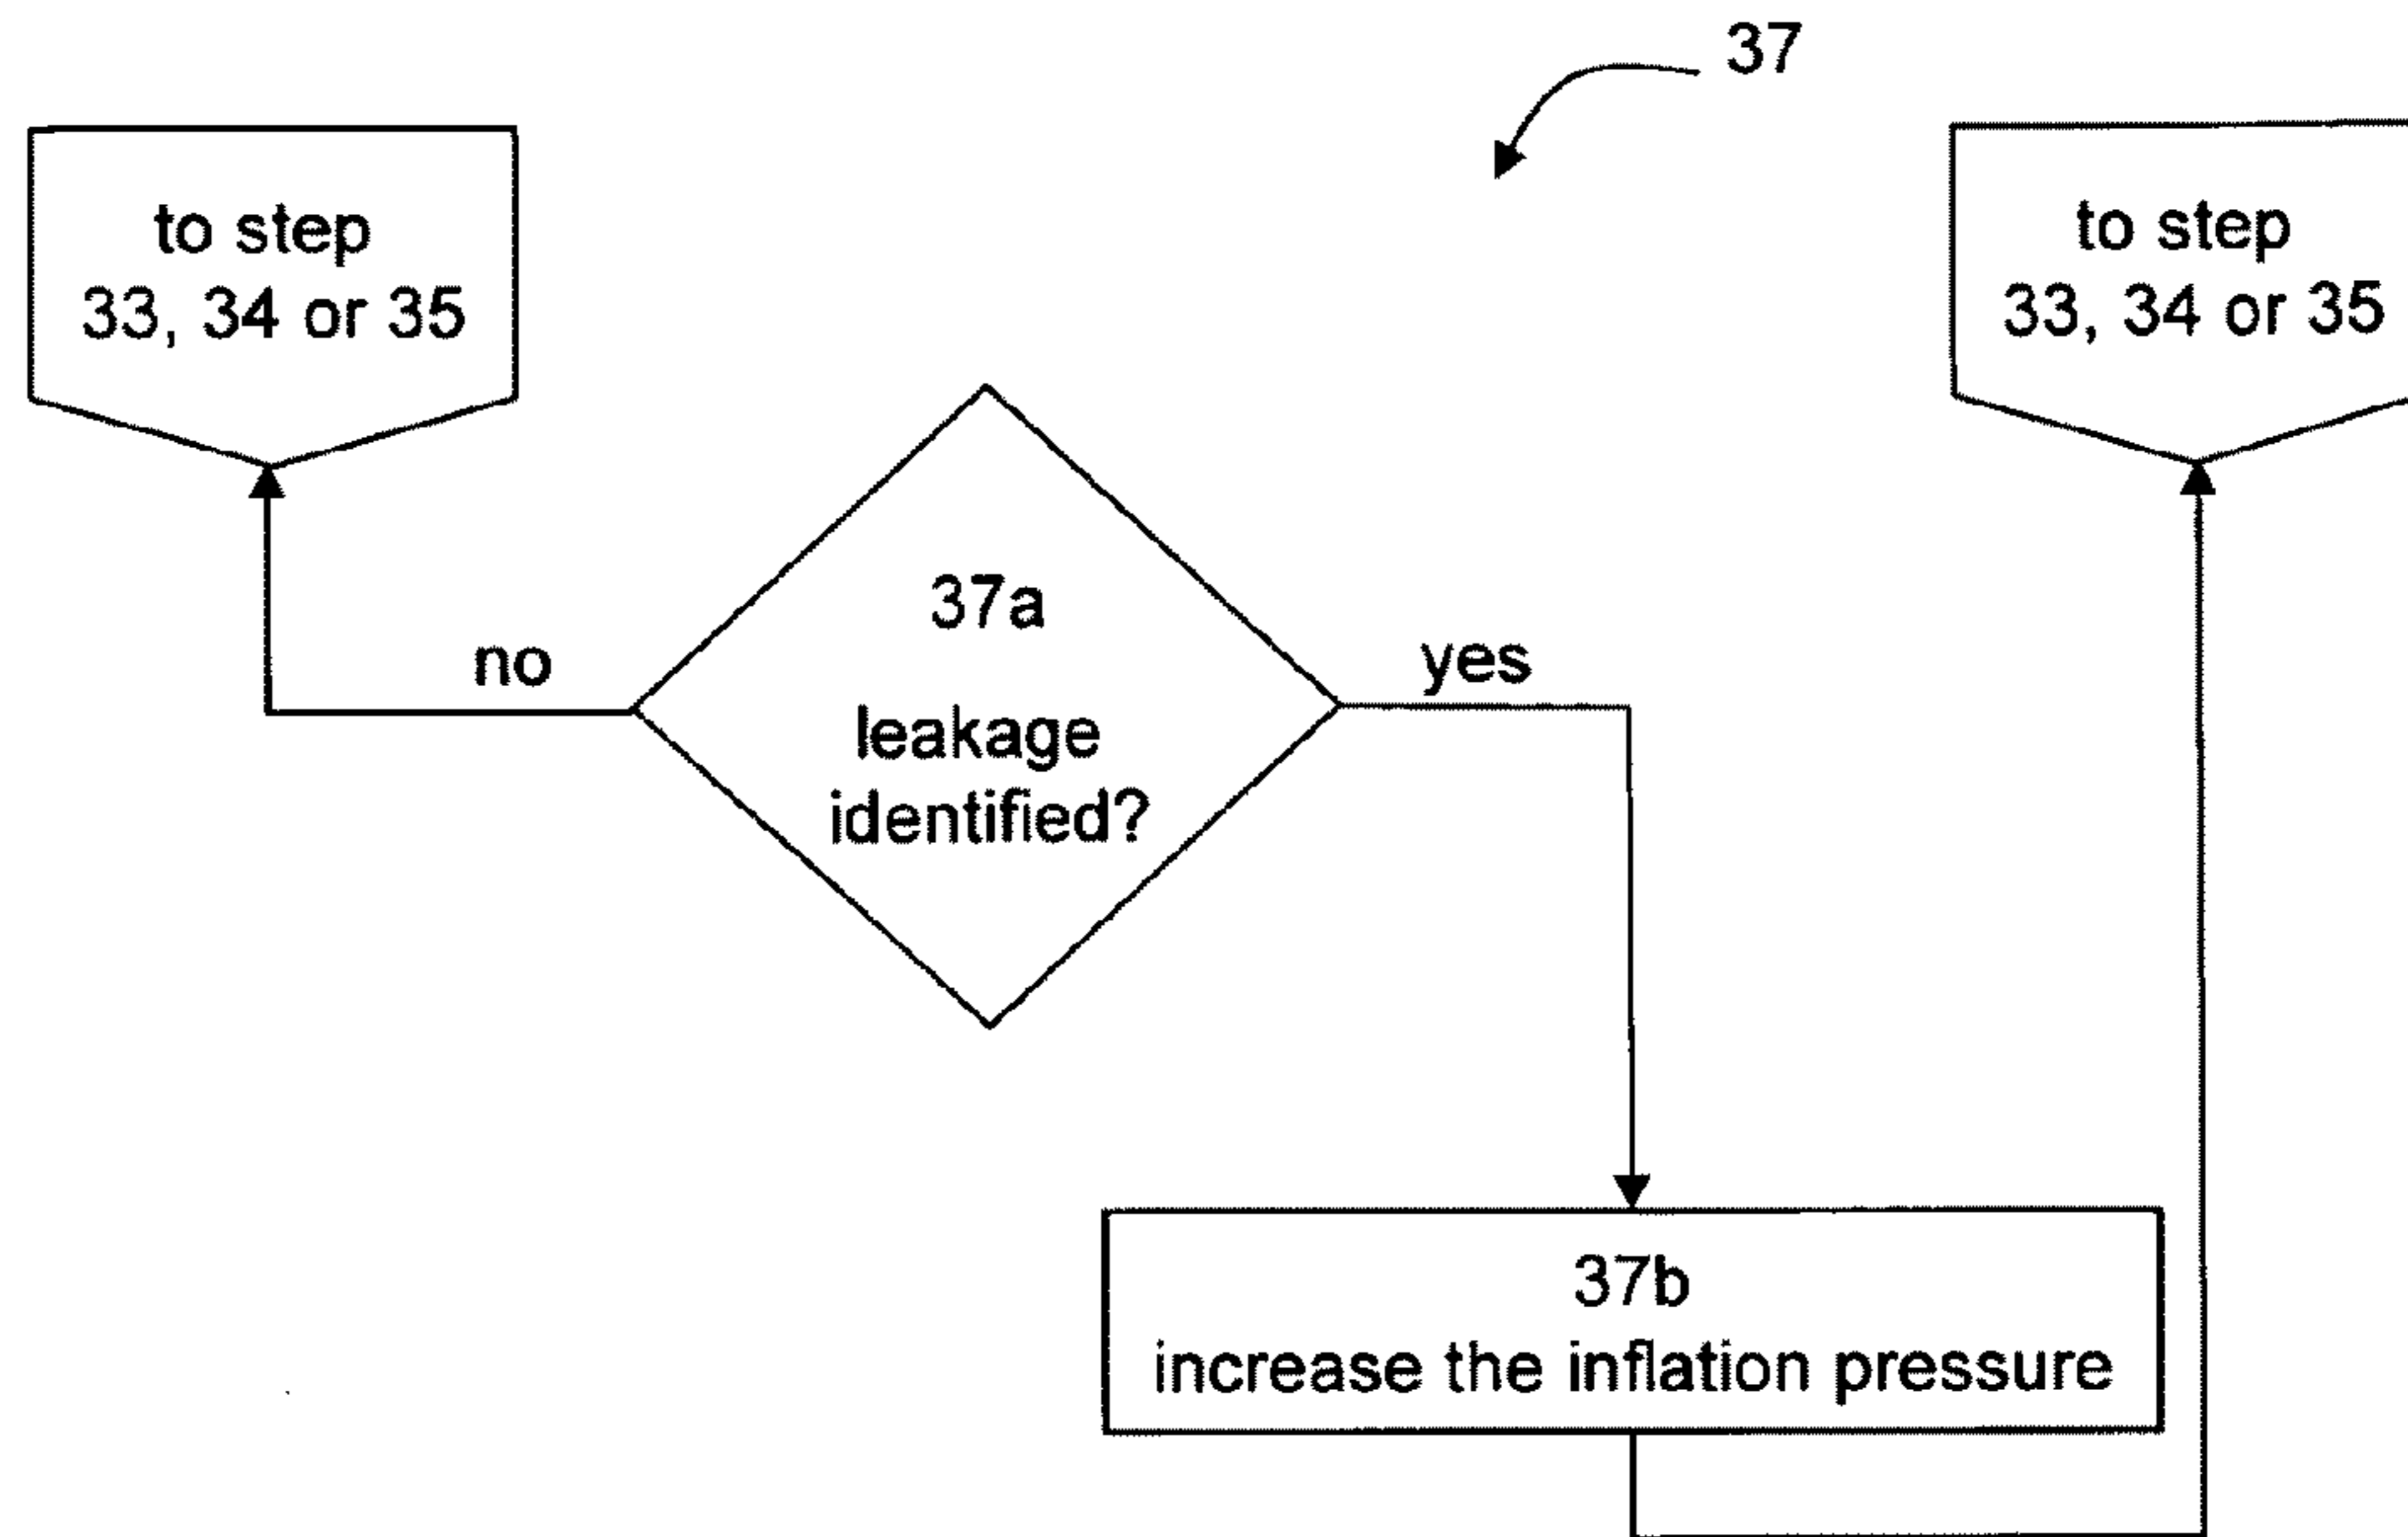 37
to step
33, 34 or 35
to step
33, 34 or 35
37a
leakage
identified?
no
yes
37b
increase the inflation pressure